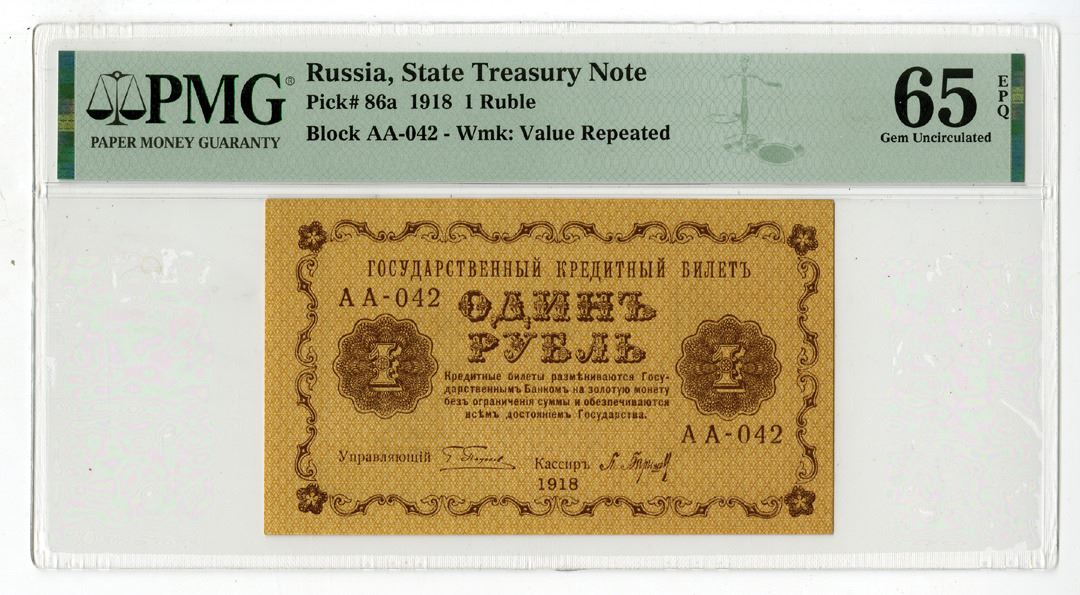 PMG®
PAPER MONEY GUARANTY
Russia, State Treasury Note
Pick# 86a 1918 1 Ruble
Block AA-042 - Wmk: Value Repeated
65
EPQ
Gem Uncirculated
ГОСУДАРСТВЕННЫЙ КРЕДИТНЫЙ БИЛЕТЪ
АА-042
ОДИНЪ
РУБЛЬ
1
1
Кредитные билеты размѣниваются Госу-
дарственнымъ Банкомъ на золотую монету
безъ ограниченія суммы и обезпечиваются
всѣмъ достояніемъ Государства.
АА-042
Управляющій
Кассиръ
1918